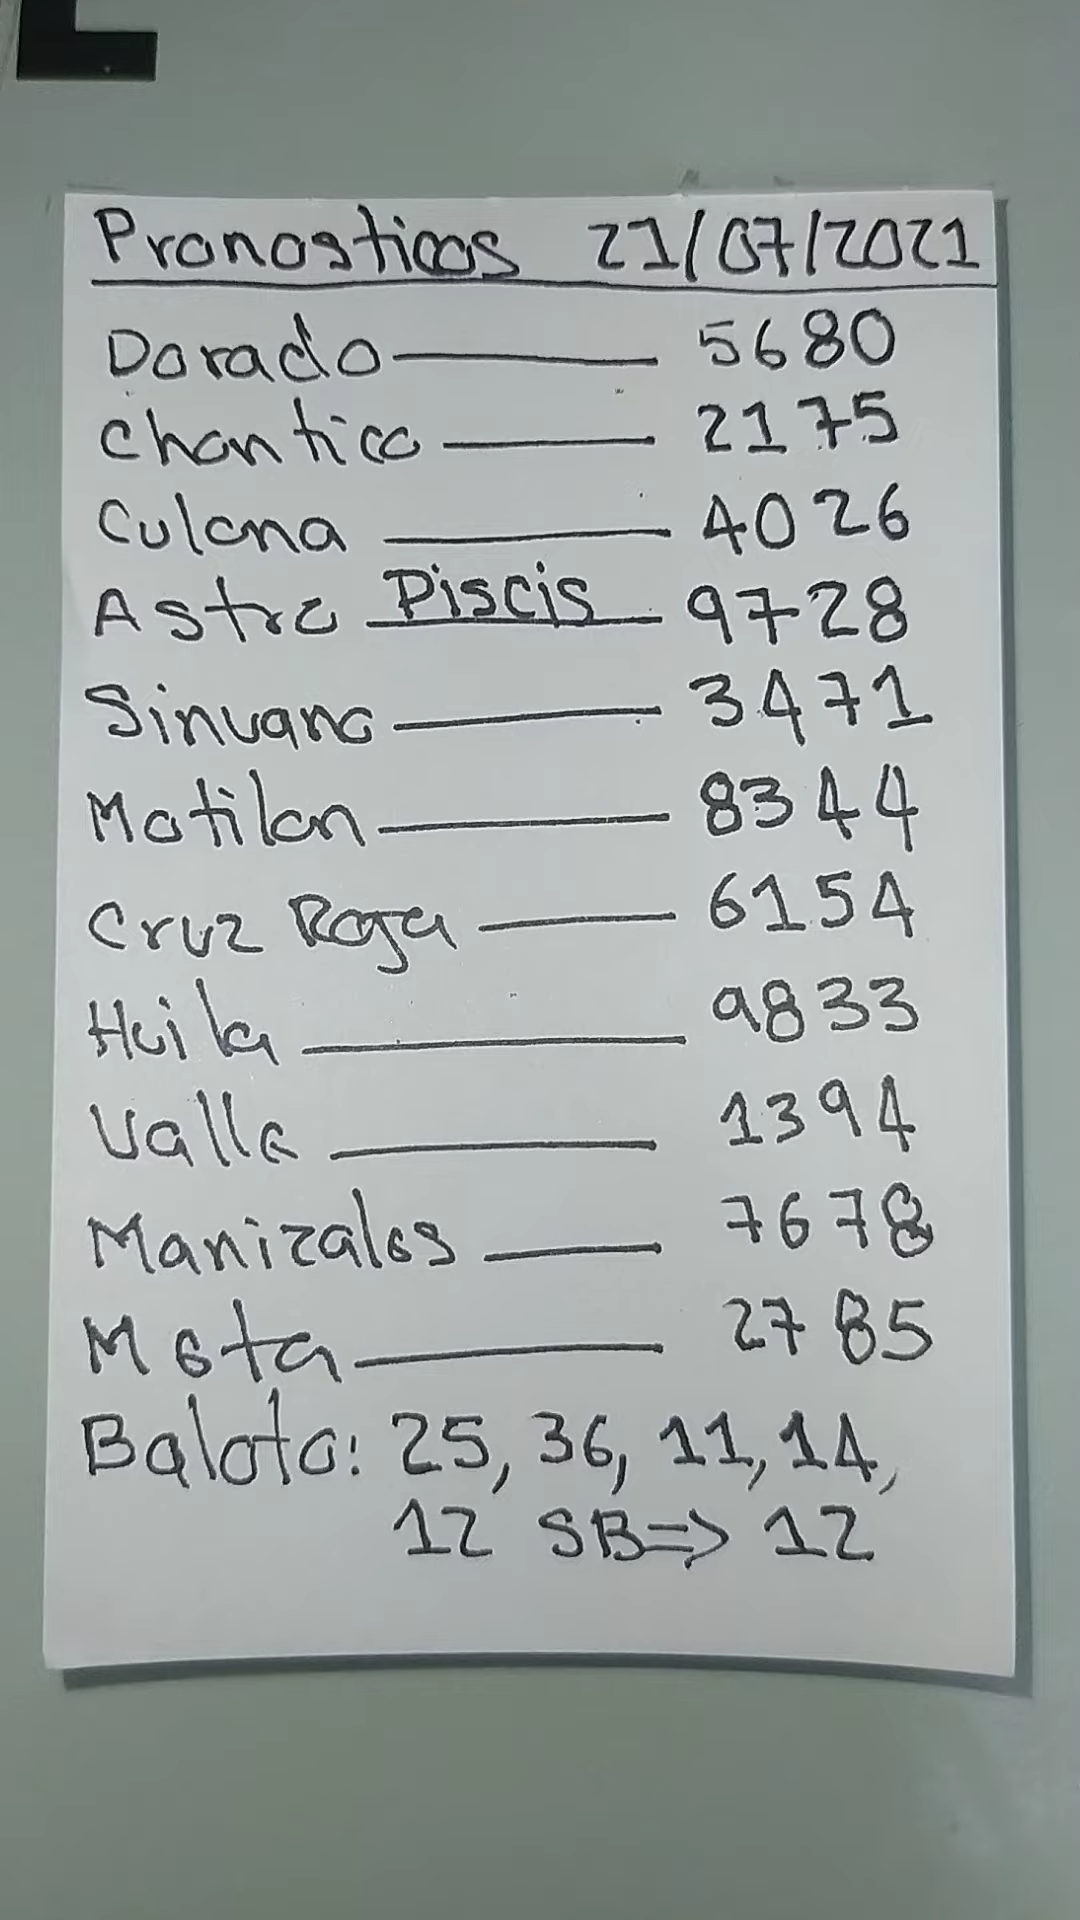 Pronosticos 21/07/2021
Dorado 5680
Chontico 2175
Culona 4026
Astro Piscis 9728
Sinuano 3471
Motilon 8344
Cruz Roja 6154
Huila 9833
Valle 1394
Manizales 7678
Meta 2785
Baloto: 25, 36, 11, 14,
12 SB=> 12